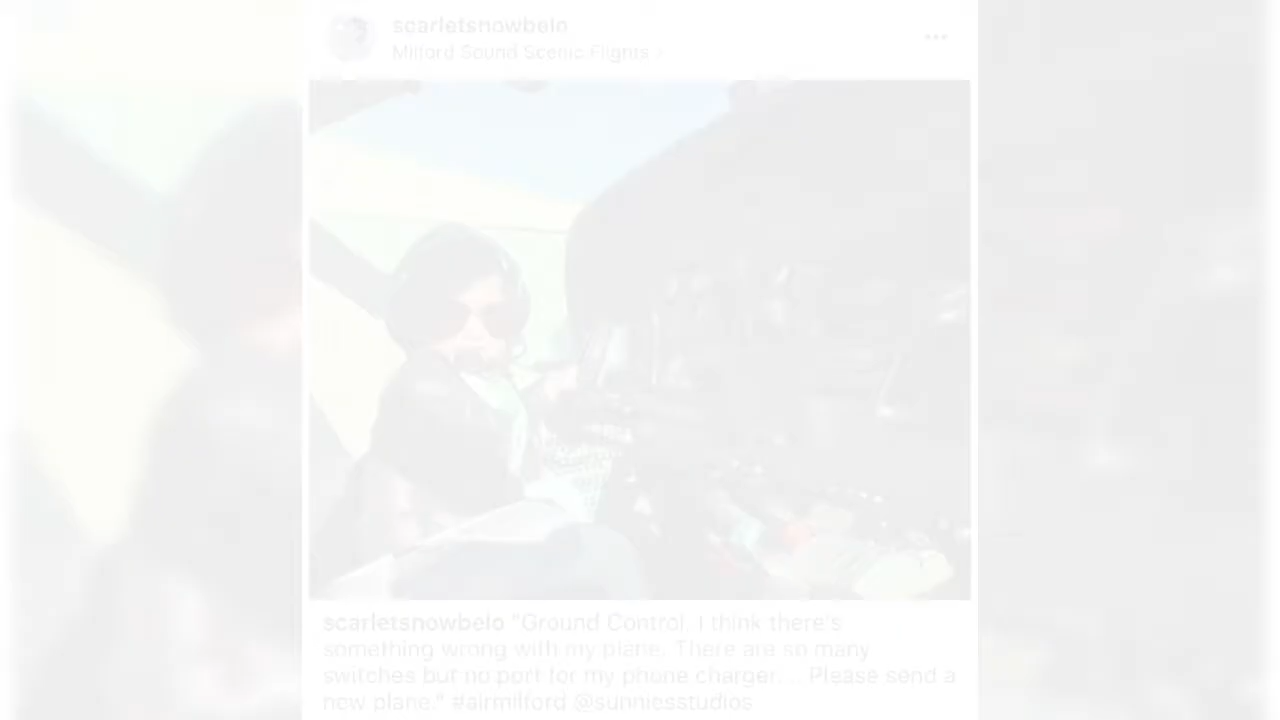 scarletsnowbelo
Milford Sound Scenic Flights >
scarletsnowbelo "Ground Control, I think there's
something wrong with my plane. There are so many
switches but no port for my phone charger.... Please send a
new plane." #airmilford @sunniesstudios